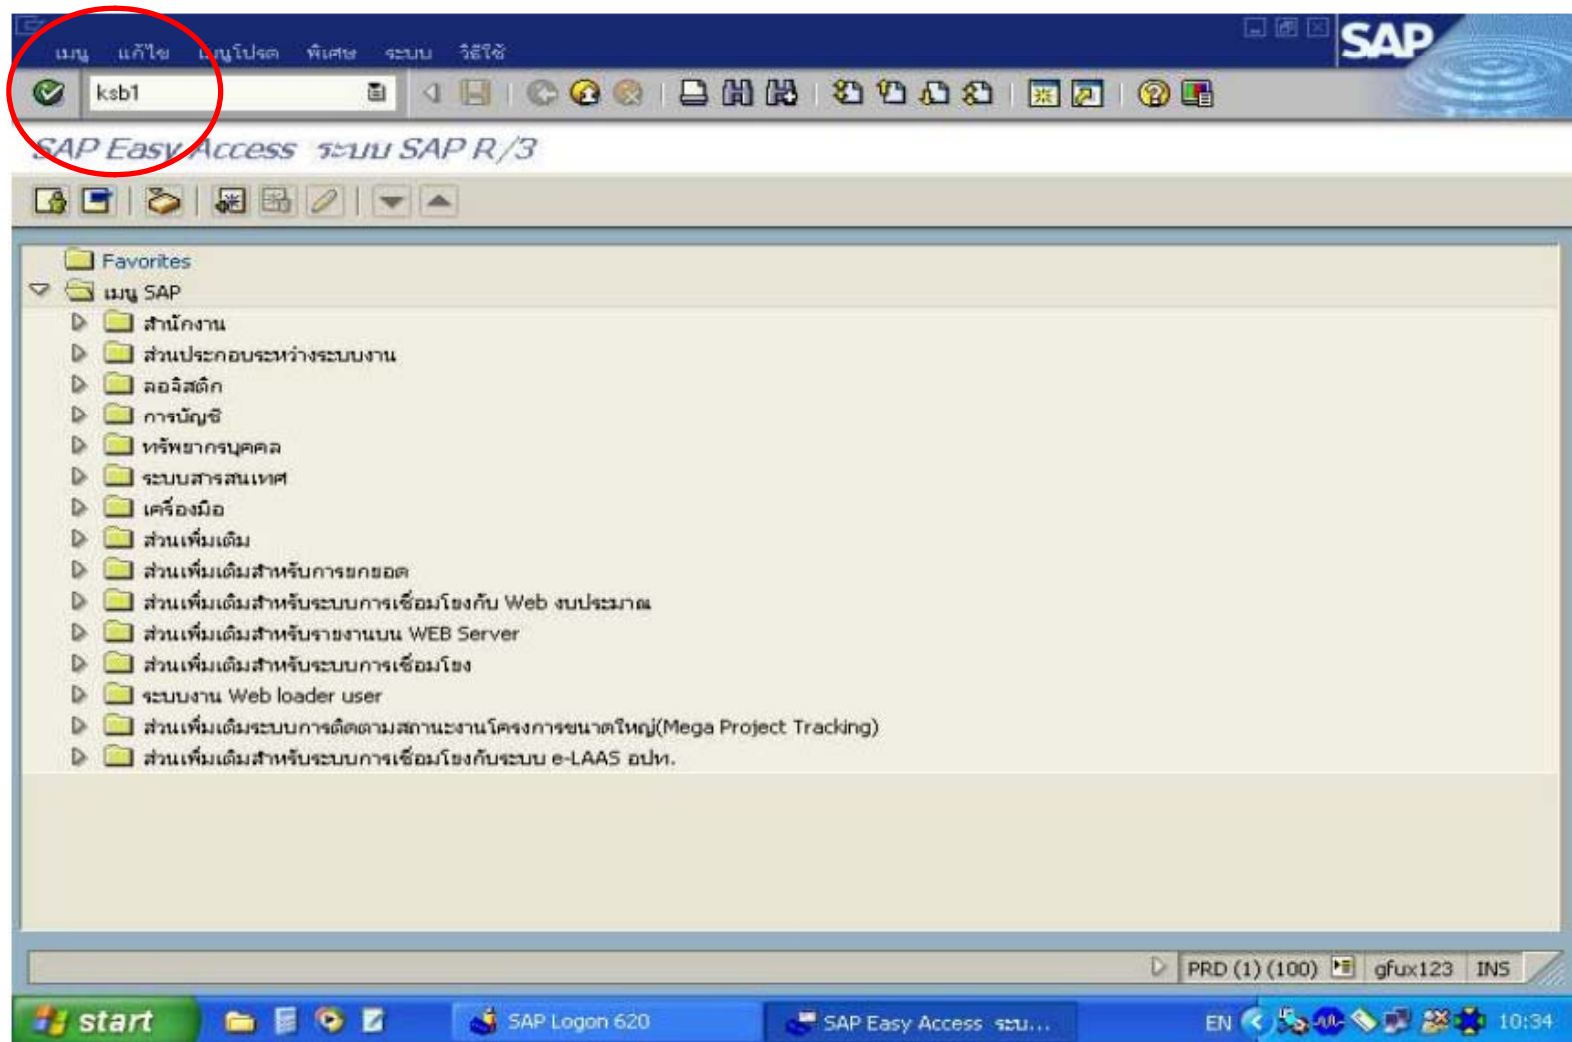 เมนู แก้ไข เมนูโปรด พิเศษ ระบบ วิธีใช้
SAP
ksb1
SAP Easy Access ระบบ SAP R/3
Favorites
เมนู SAP
สำนักงาน
ส่วนประกอบระหว่างระบบงาน
ลอจิสติก
การบัญชี
ทรัพยากรบุคคล
ระบบสารสนเทศ
เครื่องมือ
ส่วนเพิ่มเติม
ส่วนเพิ่มเติมสำหรับการยกยอด
ส่วนเพิ่มเติมสำหรับระบบการเชื่อมโยงกับ Web งบประมาณ
ส่วนเพิ่มเติมสำหรับรายงานบน WEB Server
ส่วนเพิ่มเติมสำหรับระบบการเชื่อมโยง
ระบบงาน Web loader user
ส่วนเพิ่มเติมระบบการติดตามสถานะงานโครงการขนาดใหญ่(Mega Project Tracking)
ส่วนเพิ่มเติมสำหรับระบบการเชื่อมโยงกับระบบ e-LAAS อปท.
PRD (1) (100) gfux123 INS
start SAP Logon 620 SAP Easy Access ระบ... EN 10:34